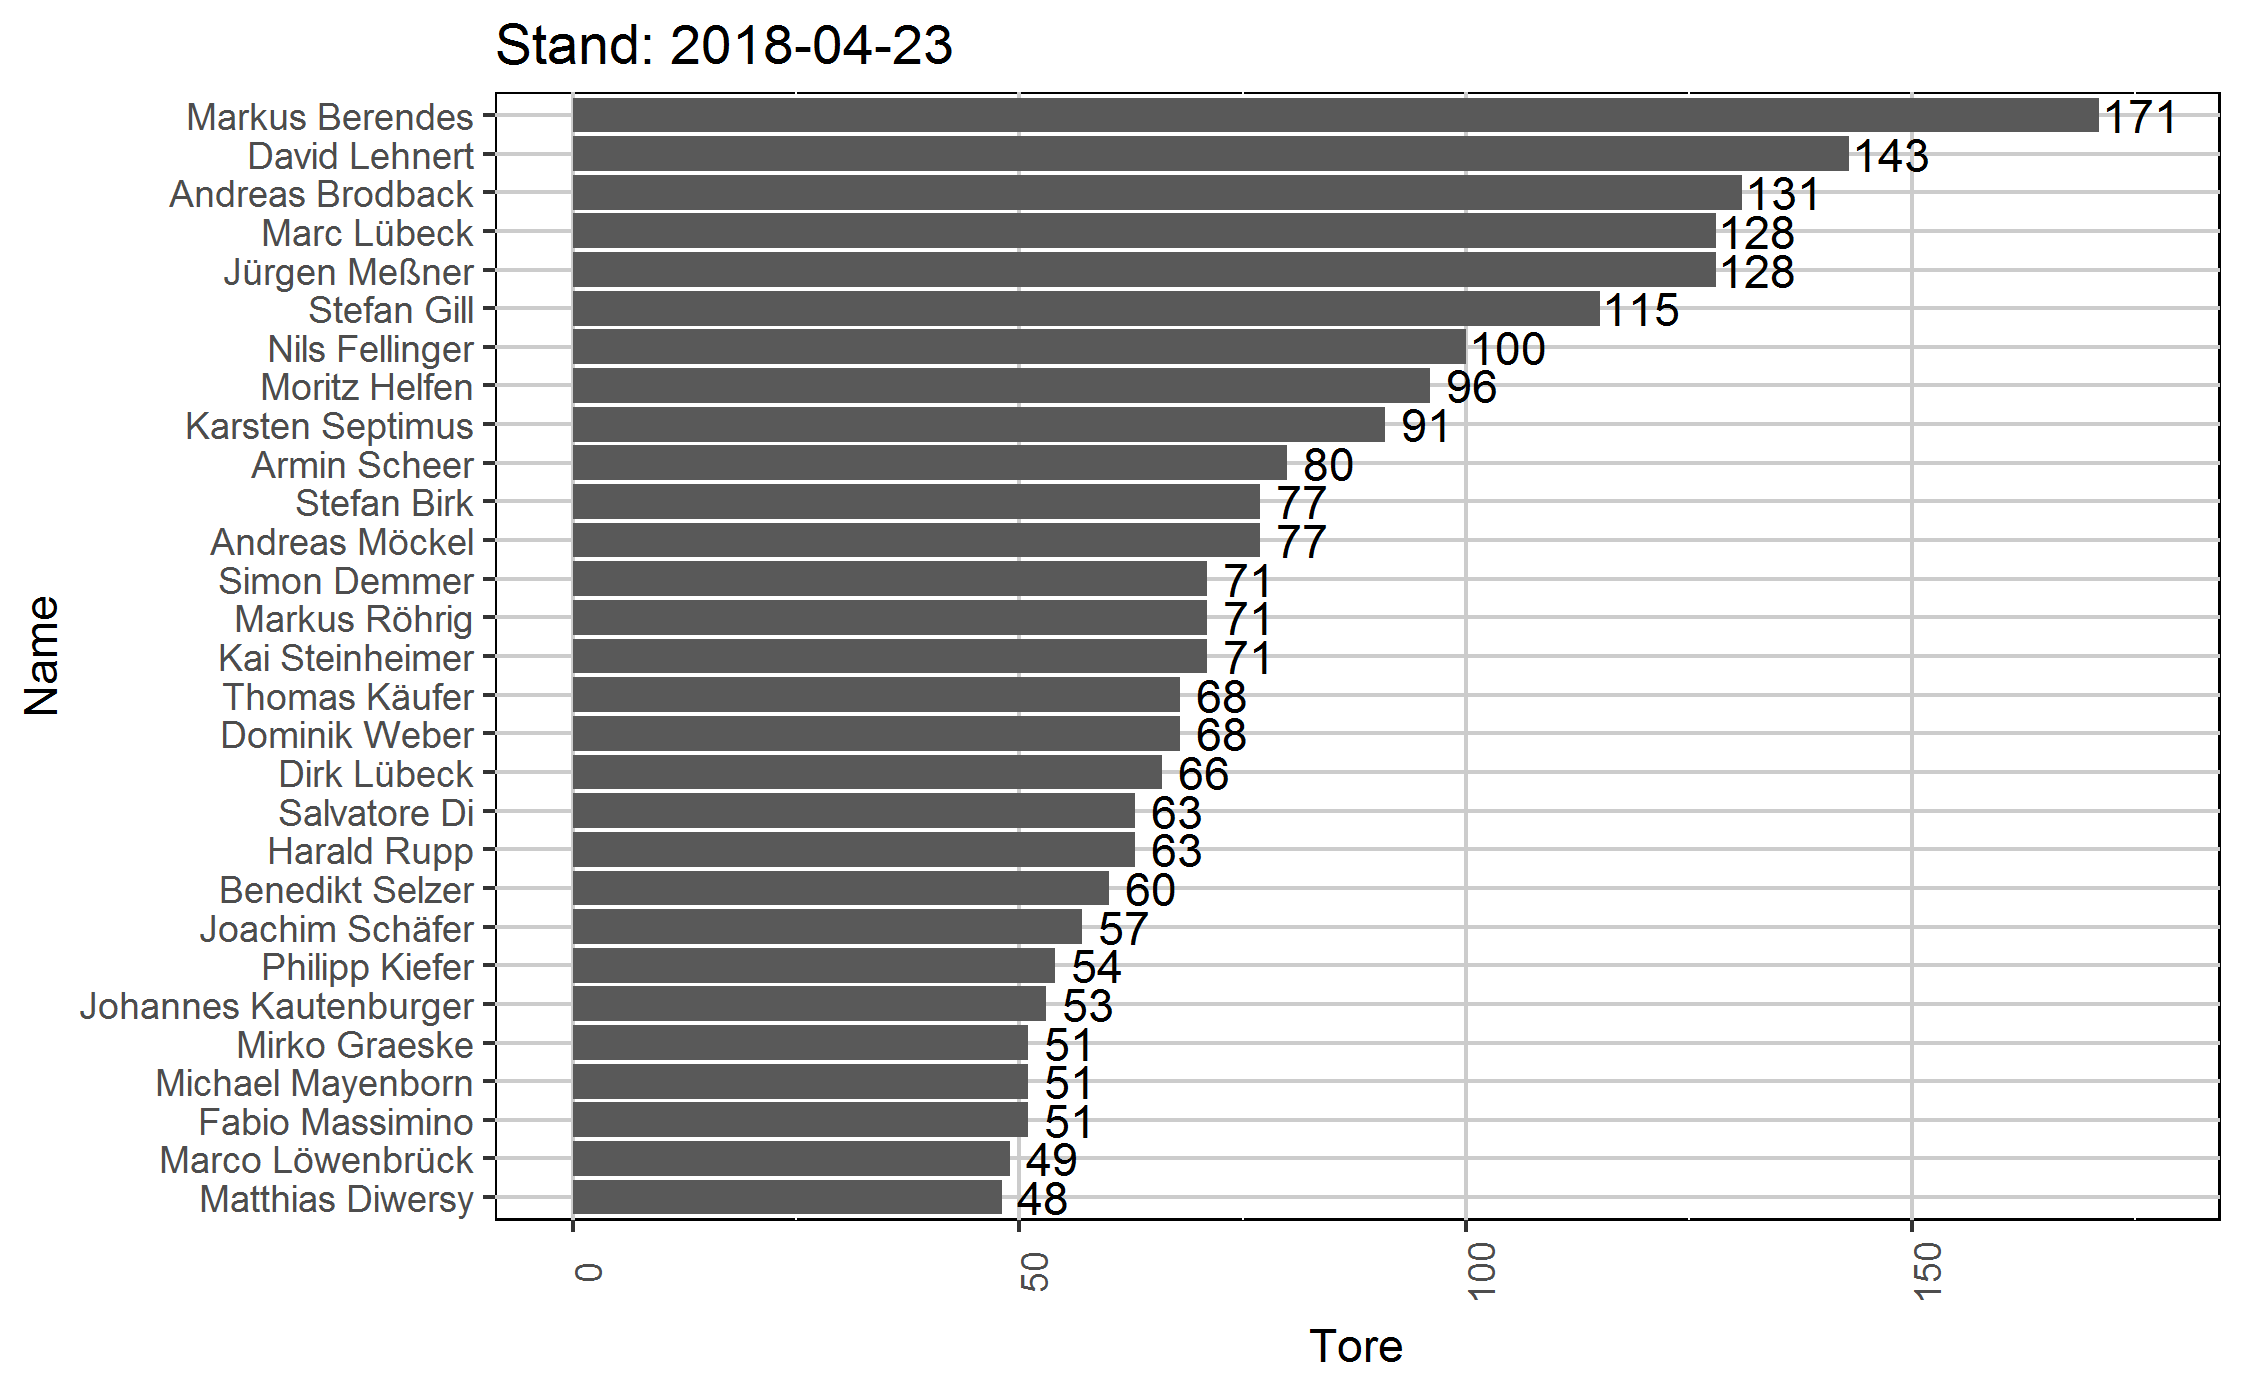 Stand: 2018-04-23
Markus Berendes 171
David Lehnert 143
Andreas Brodback 131
Marc Lübeck 128
Jürgen Meßner 128
Stefan Gill 115
Nils Fellinger 100
Moritz Helfen 96
Karsten Septimus 91
Armin Scheer 80
Stefan Birk 77
Andreas Möckel 77
Simon Demmer 71
Markus Röhrig 71
Kai Steinheimer 71
Thomas Käufer 68
Dominik Weber 68
Dirk Lübeck 66
Salvatore Di 63
Harald Rupp 63
Benedikt Selzer 60
Joachim Schäfer 57
Philipp Kiefer 54
Johannes Kautenburger 53
Mirko Graeske 51
Michael Mayenborn 51
Fabio Massimino 51
Marco Löwenbrück 49
Matthias Diwersy 48
Name
0 50 100 150
Tore